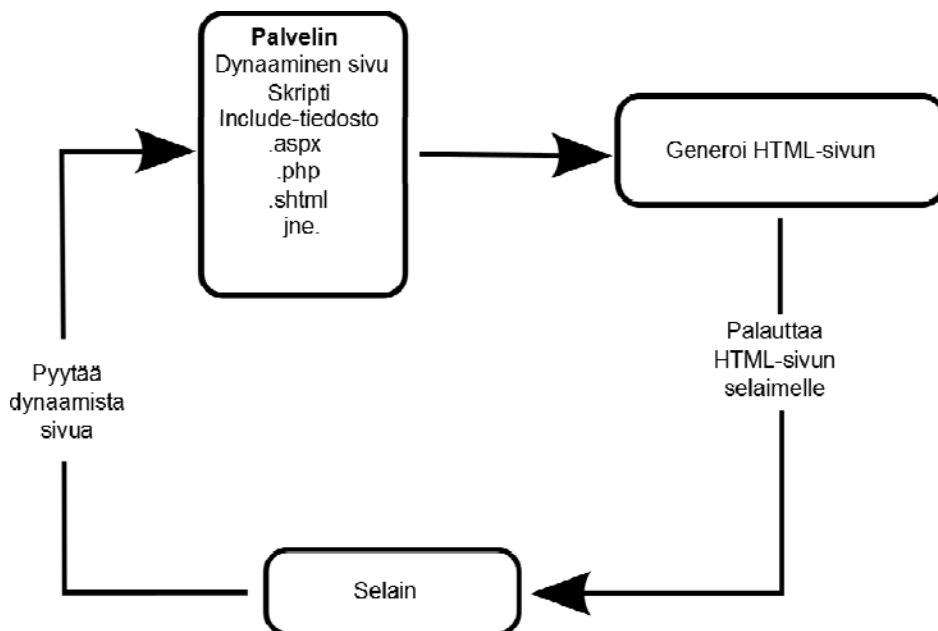 Palvelin
Dynaaminen sivu
Skripti
Include-tiedosto
.aspx
.php
.shtml
jne.
Generoi HTML-sivun
Palauttaa
HTML-sivun
selaimelle
Pyytää
dynaamista
sivua
Selain